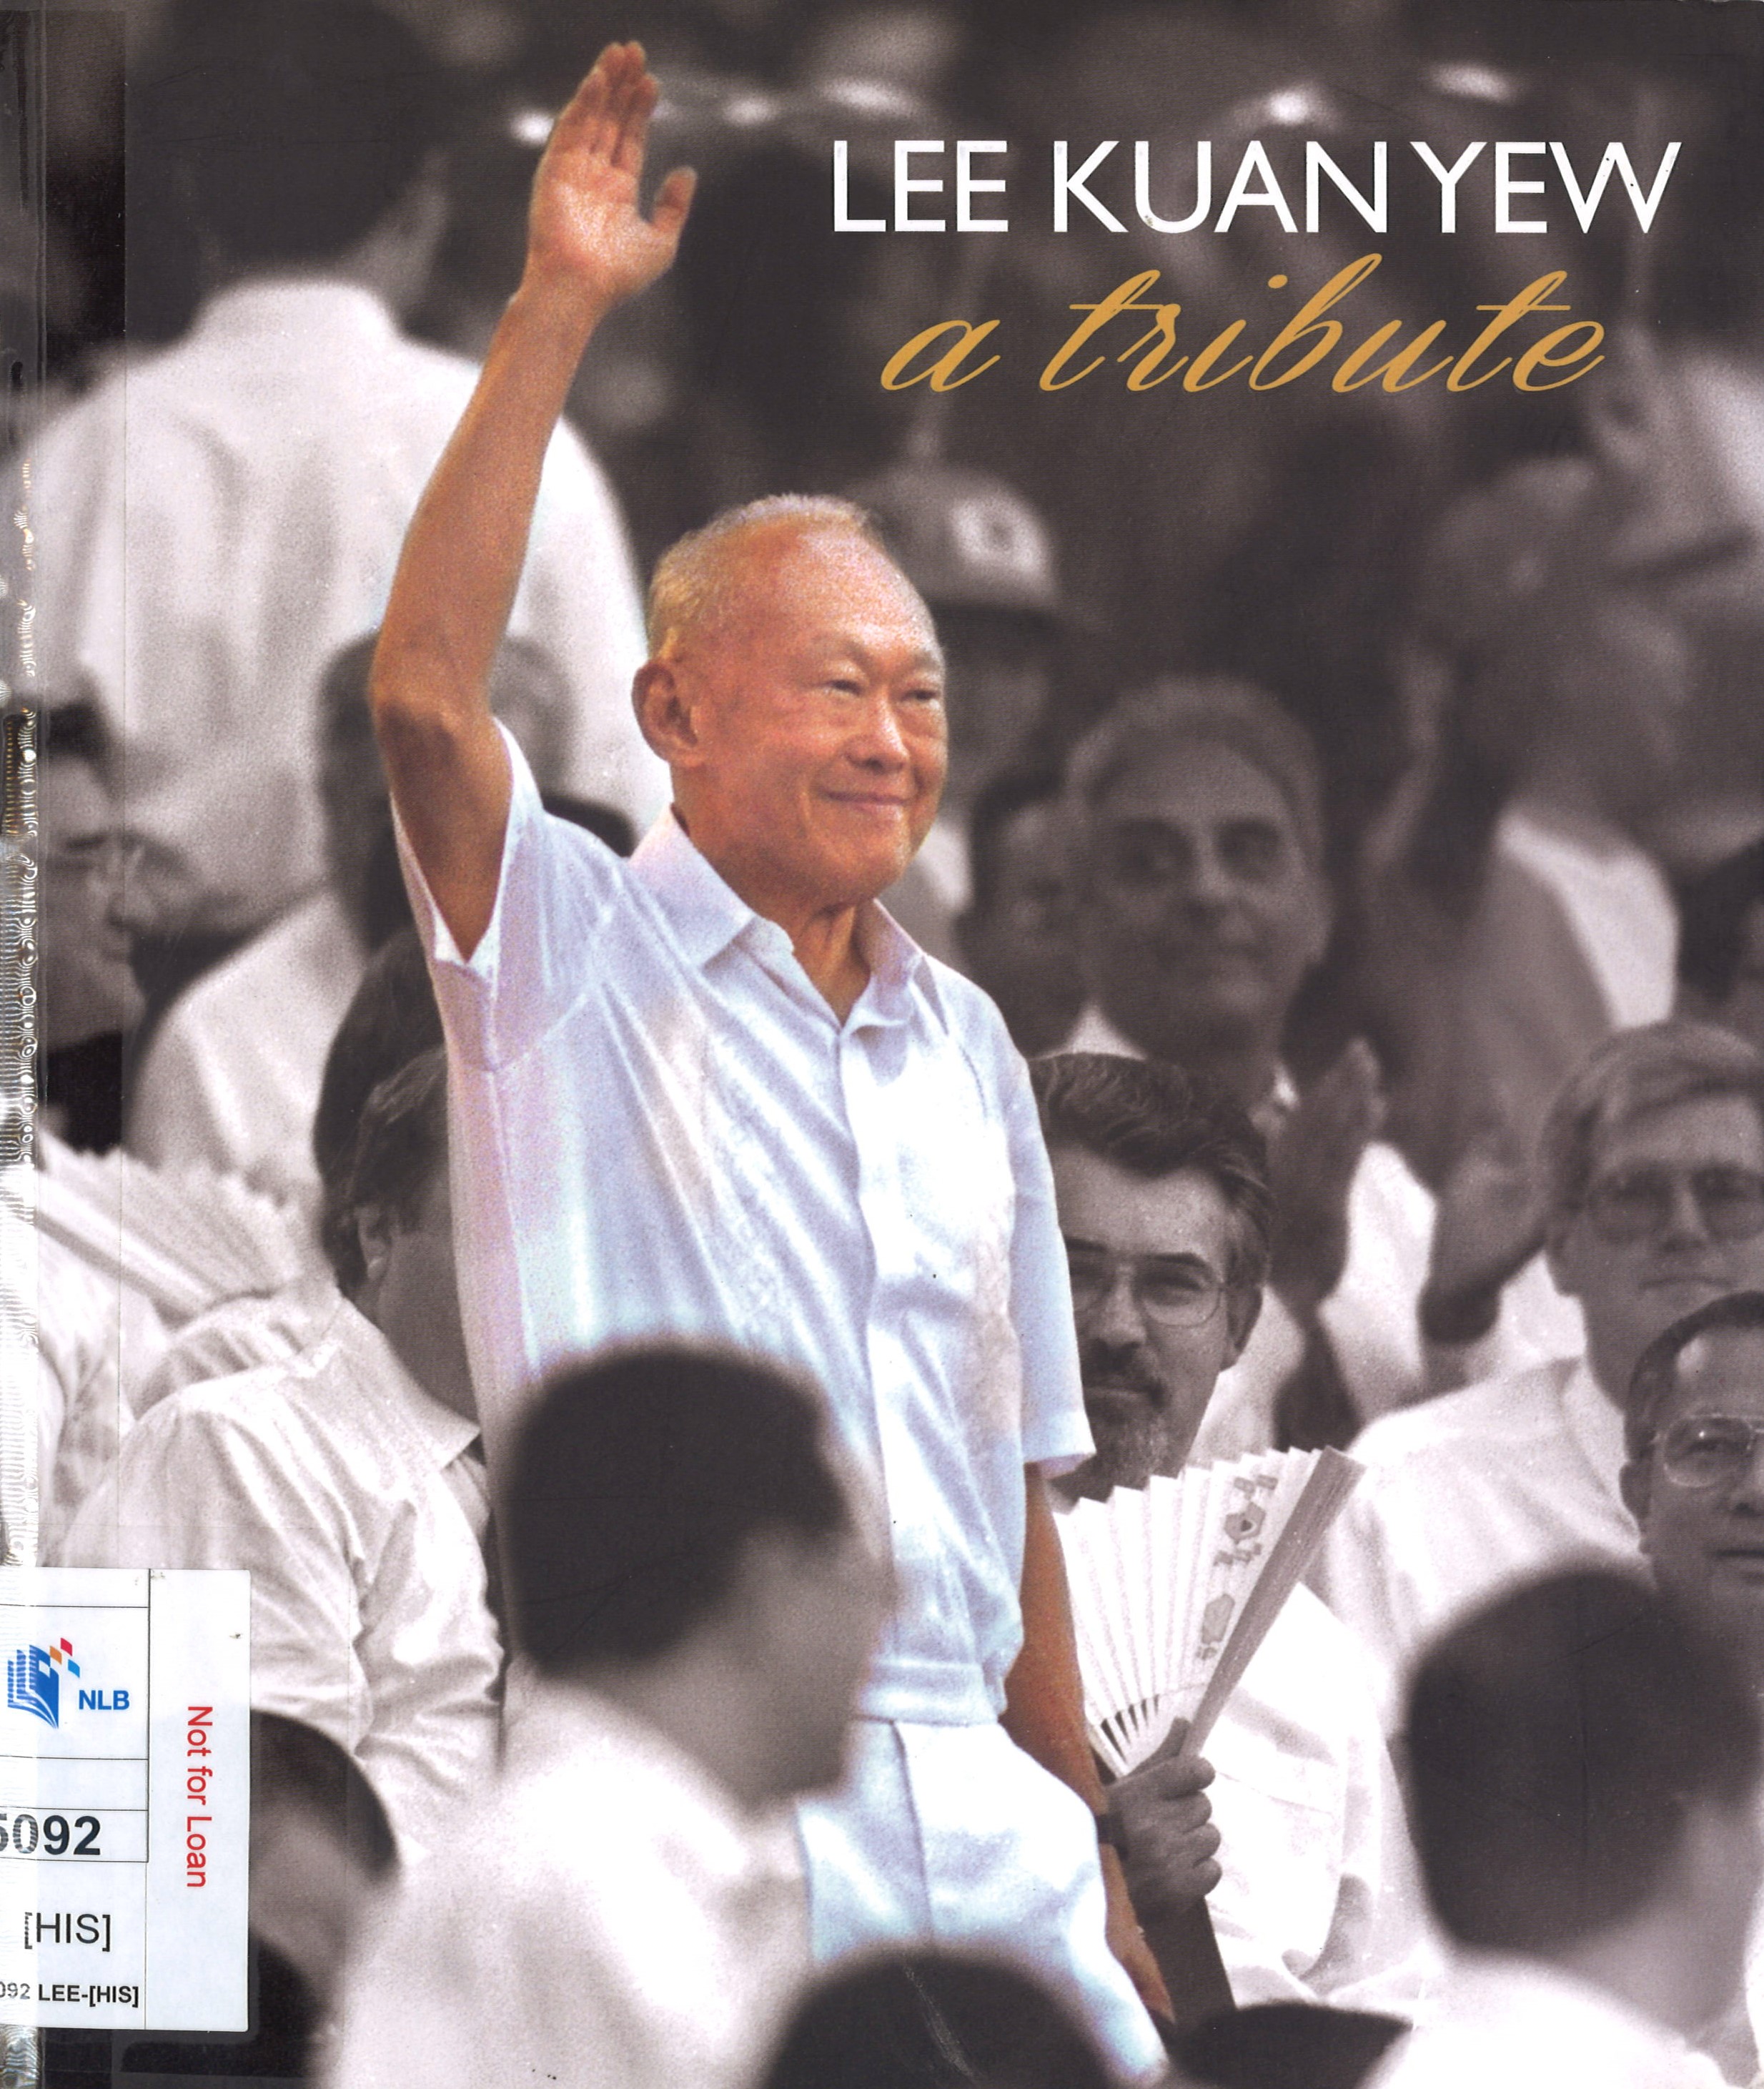 LEE KUAN YEW
a tribute
NLB
Not for Loan
5092
[HIS]
092 LEE-[HIS]